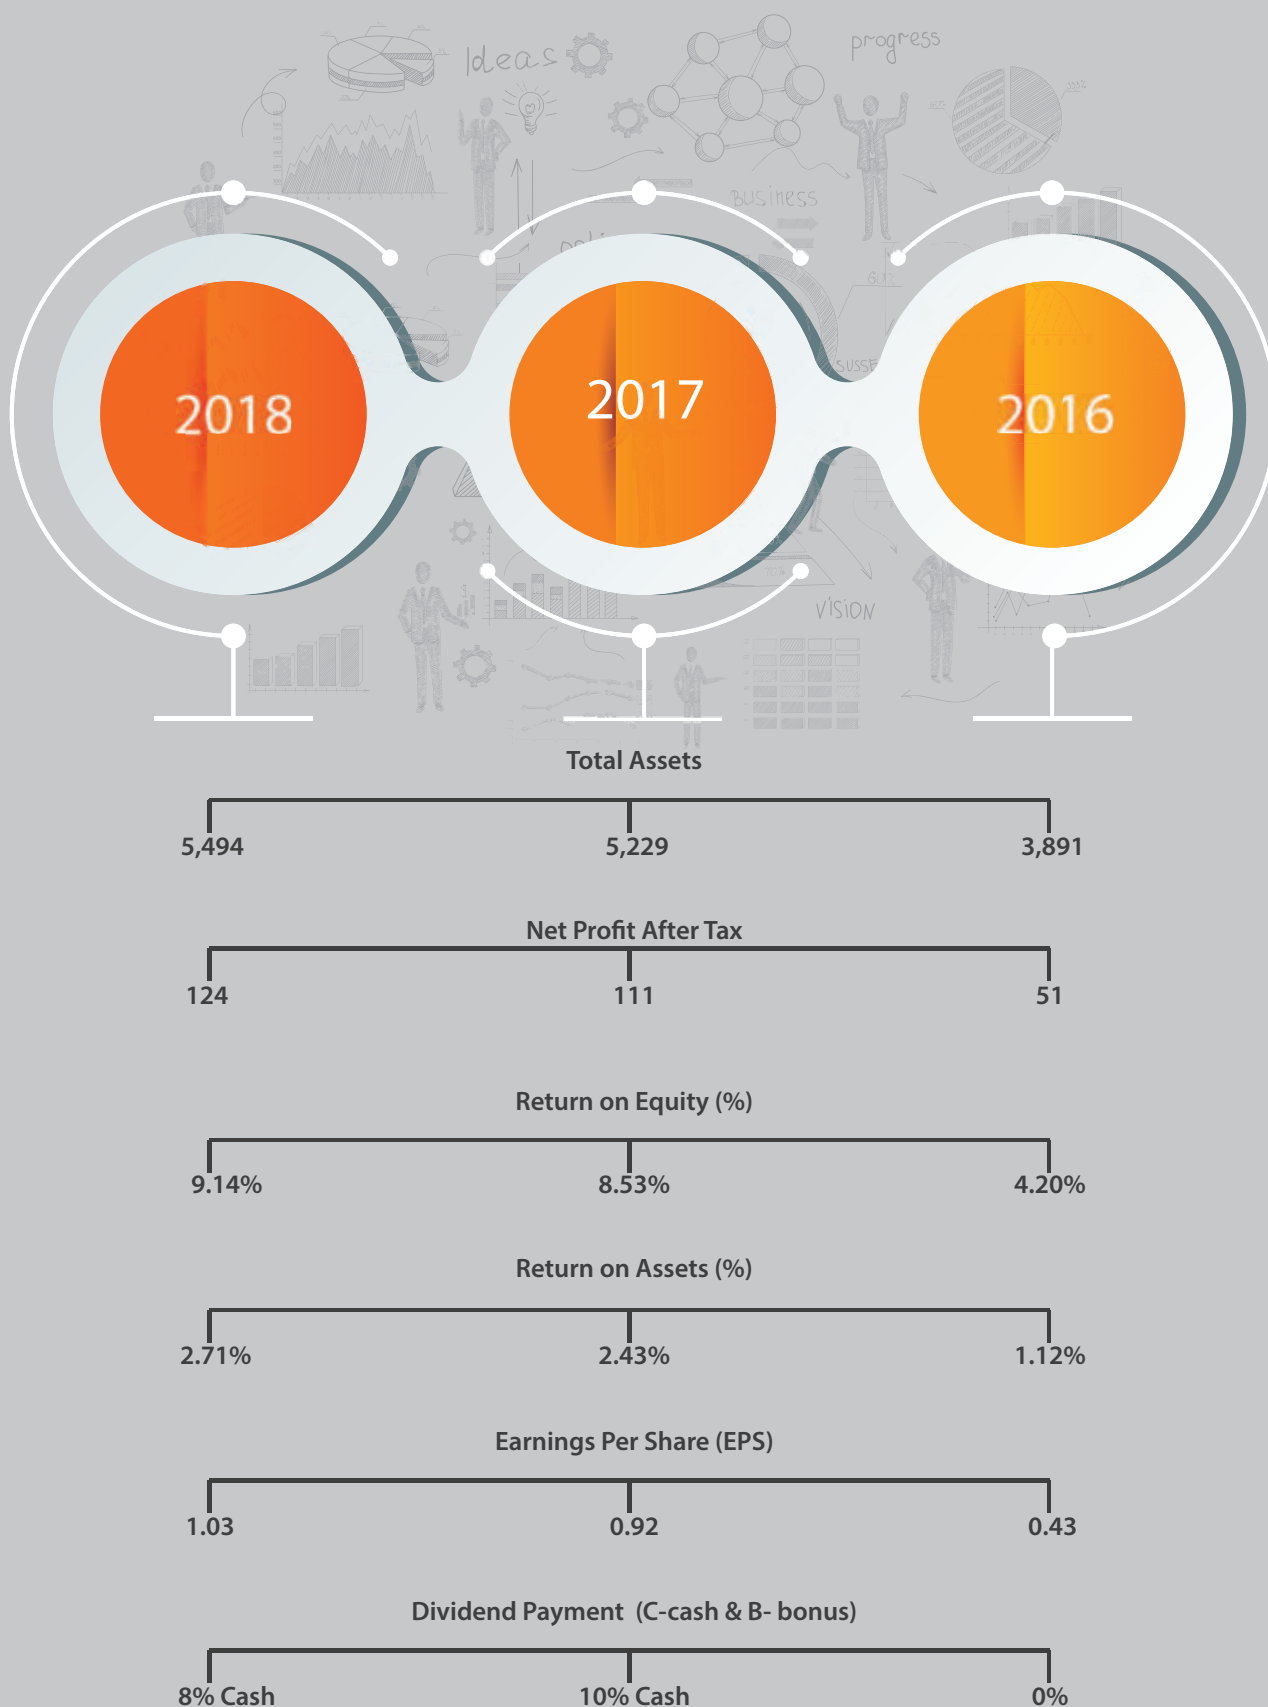 Ideas
progress
BUSINESS
SUSSE
2018
2017
2016
70%
VISION
Total Assets
5,494 5,229 3,891
Net Profit After Tax
124 111 51
Return on Equity (%)
9.14% 8.53% 4.20%
Return on Assets (%)
2.71% 2.43% 1.12%
Earnings Per Share (EPS)
1.03 0.92 0.43
Dividend Payment (C-cash & B- bonus)
8% Cash 10% Cash 0%